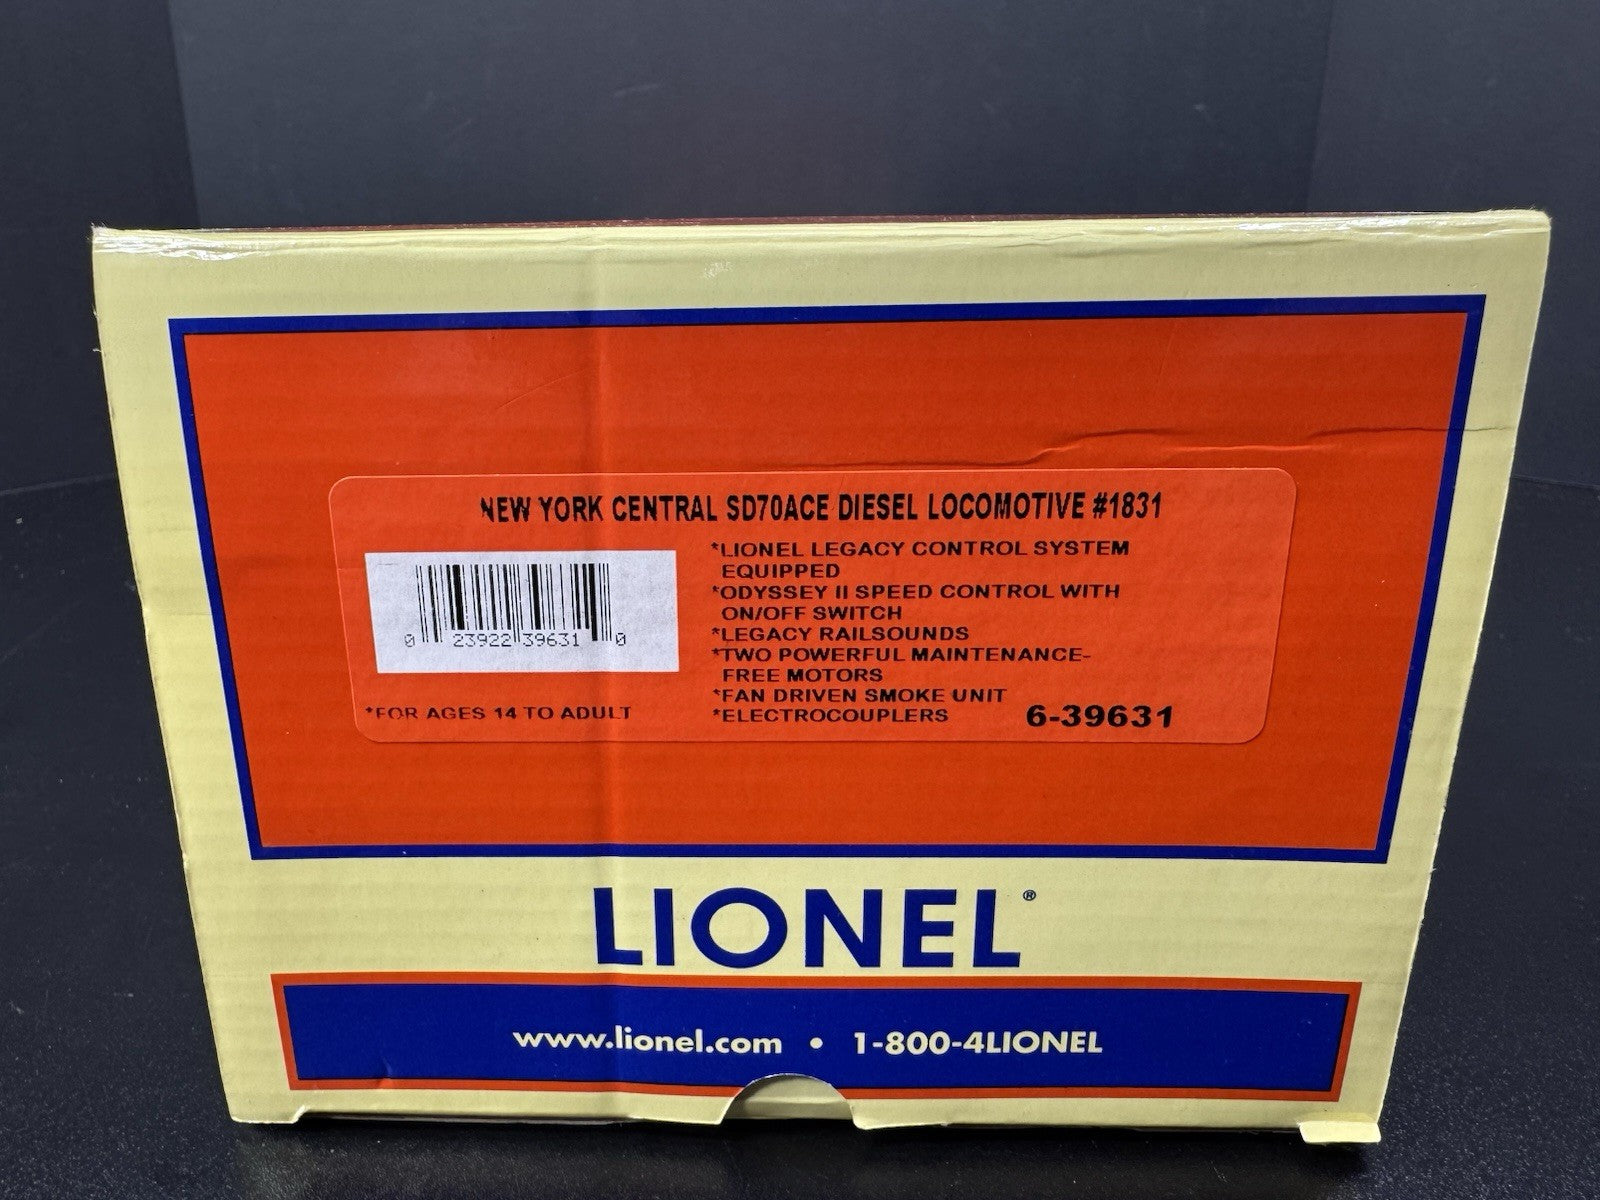 NEW YORK CENTRAL SD70ACE DIESEL LOCOMOTIVE #1831
*LIONEL LEGACY CONTROL SYSTEM
EQUIPPED
*ODYSSEY II SPEED CONTROL WITH
ON/OFF SWITCH
*LEGACY RAILSOUNDS
*TWO POWERFUL MAINTENANCE-
FREE MOTORS
*FAN DRIVEN SMOKE UNIT
*ELECTROCOUPLERS
6-39631
0 23922 39631 0
*FOR AGES 14 TO ADULT
LIONEL®
www.lionel.com • 1-800-4LIONEL